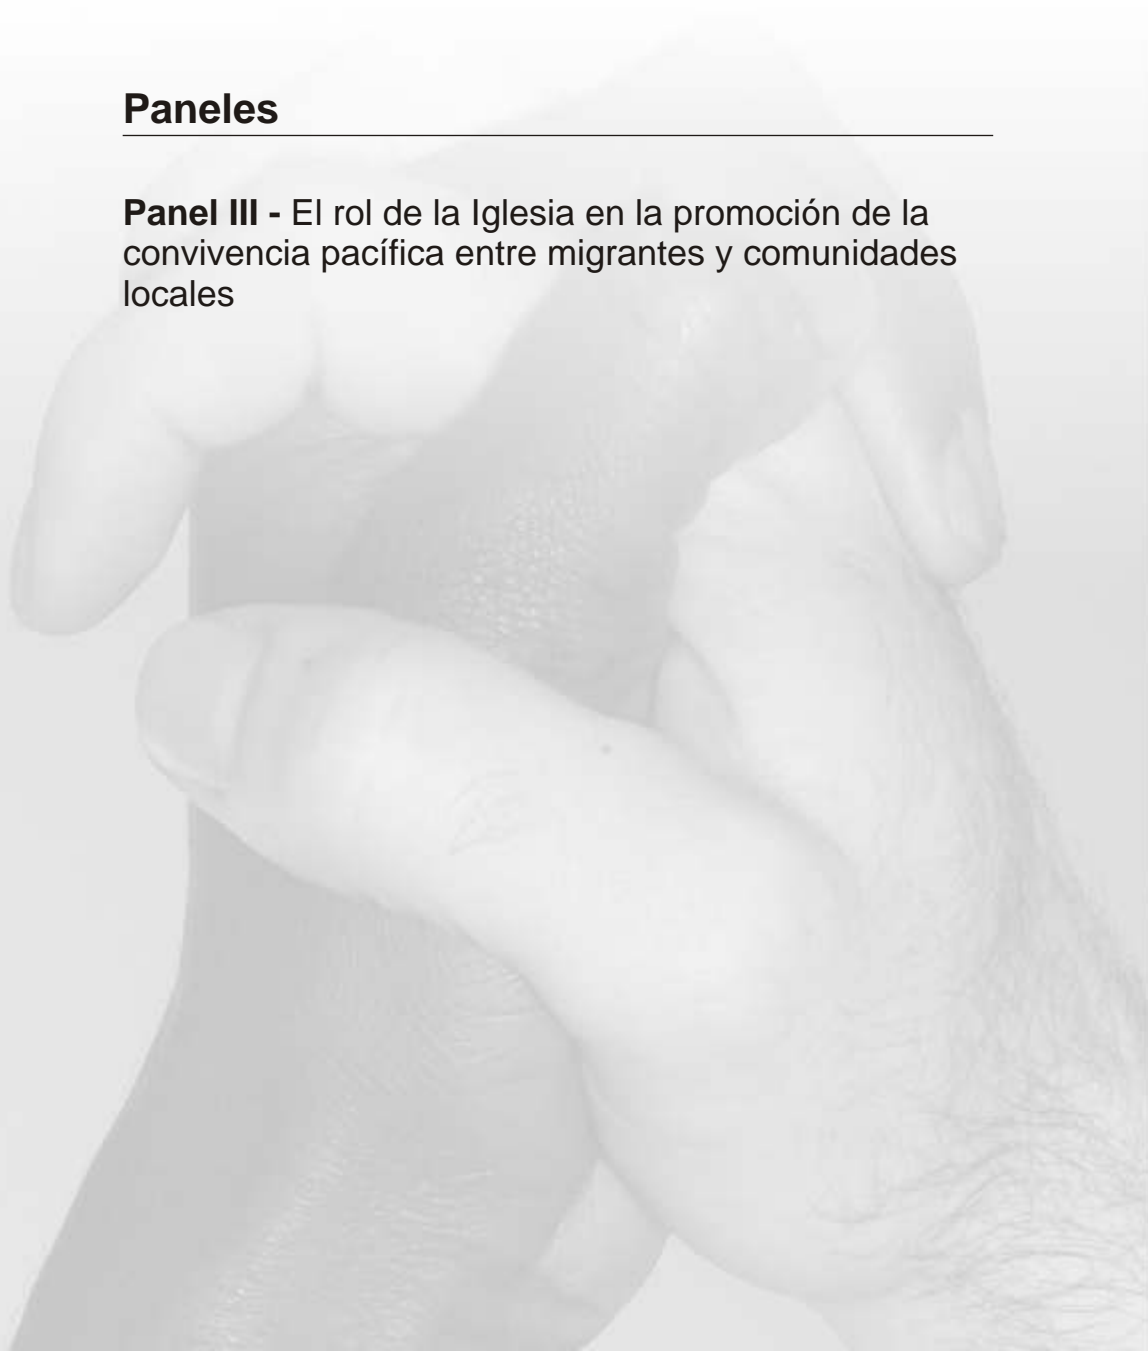 Paneles
Panel III - El rol de la Iglesia en la promoción de la
convivencia pacífica entre migrantes y comunidades
locales